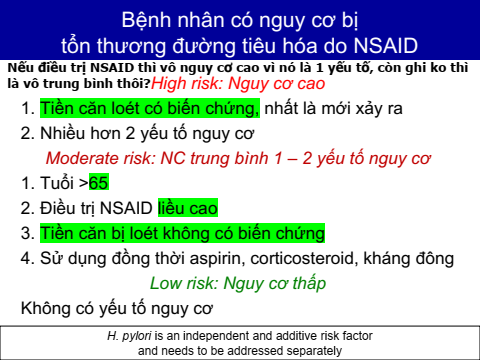 Bệnh nhân có nguy cơ bị
tổn thương đường tiêu hóa do NSAID
Nếu điều trị NSAID thì vô nguy cơ cao vì nó là 1 yếu tố, còn ghi ko thì
là vô trung bình thôi?High risk: Nguy cơ cao
1. Tiền căn loét có biến chứng, nhất là mới xảy ra
2. Nhiều hơn 2 yếu tố nguy cơ
Moderate risk: NC trung bình 1 – 2 yếu tố nguy cơ
1. Tuổi >65
2. Điều trị NSAID liều cao
3. Tiền căn bị loét không có biến chứng
4. Sử dụng đồng thời aspirin, corticosteroid, kháng đông
Low risk: Nguy cơ thấp
Không có yếu tố nguy cơ
H. pylori is an independent and additive risk factor
and needs to be addressed separately